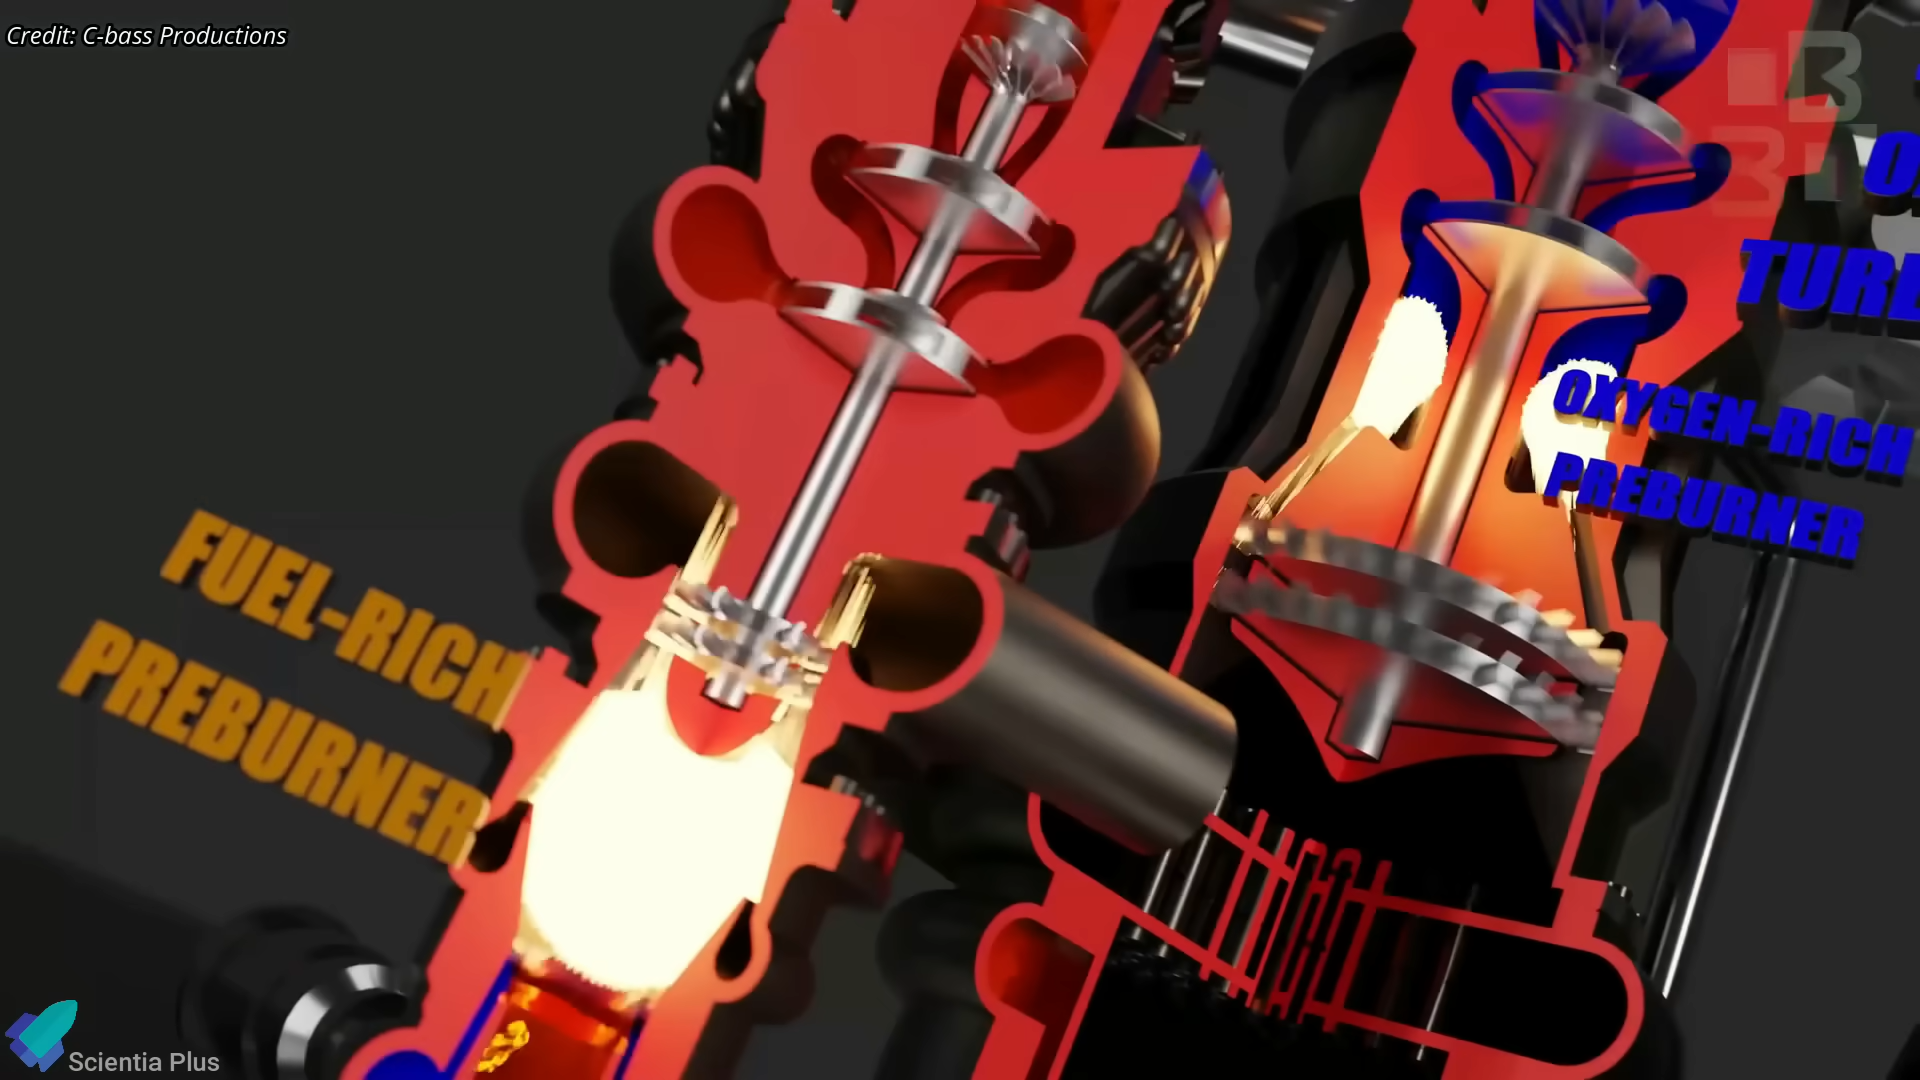 Credit: C-bass Productions
FUEL-RICH
PREBURNER
OXYGEN-RICH
PREBURNER
Scientia Plus